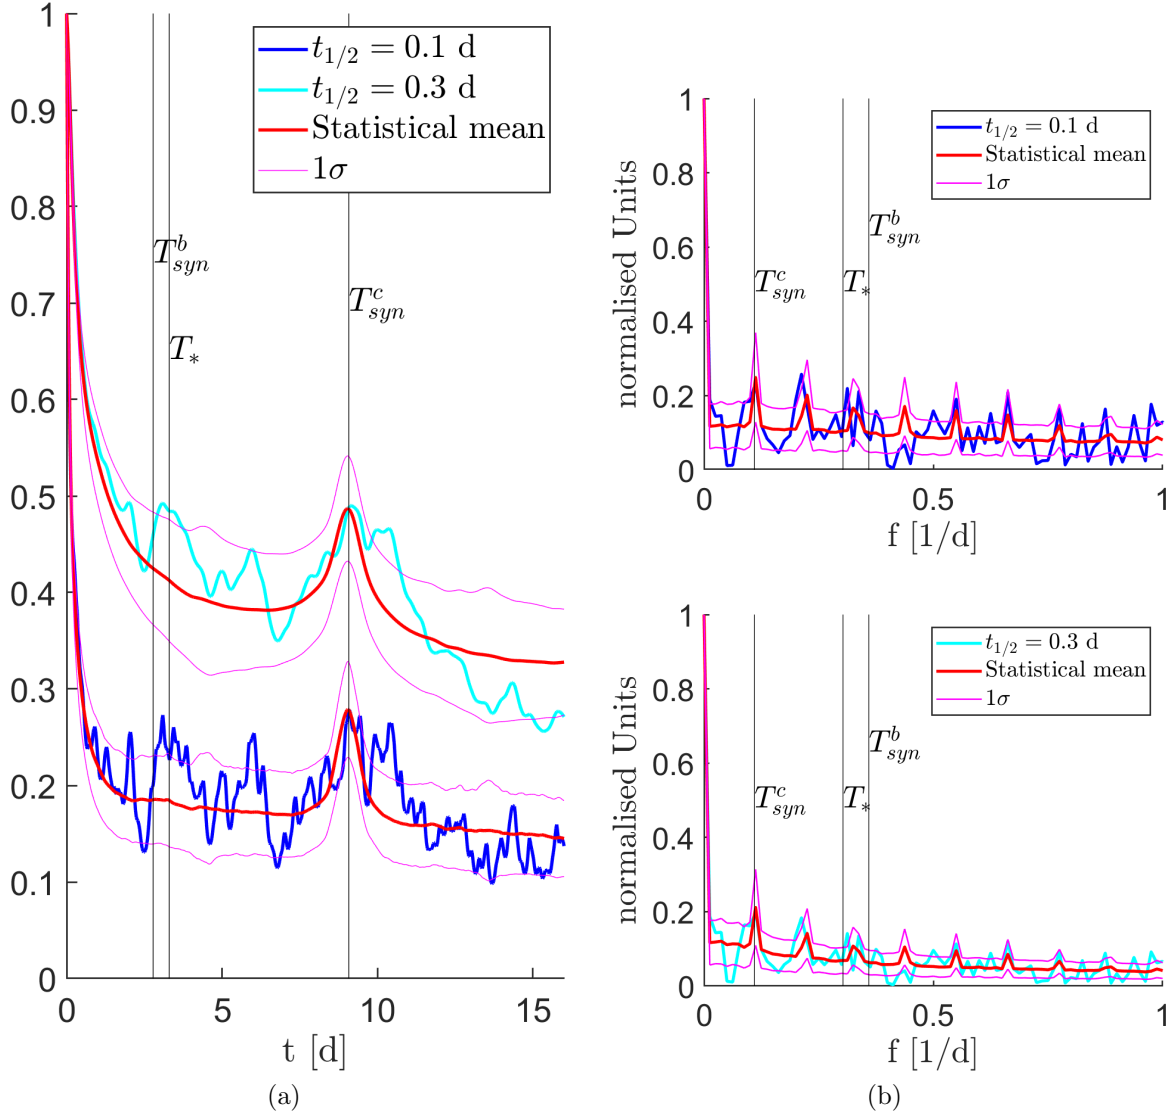 1
0.9
0.8
0.7
0.6
0.5
0.4
0.3
0.2
0.1
0
0
5
10
15
t [d]
t_{1/2} = 0.1 d
t_{1/2} = 0.3 d
Statistical mean
1σ
T^b_{syn}
T_*
T^c_{syn}
(a)
normalised Units
1
0.8
0.6
0.4
0.2
0
0
0.5
1
f [1/d]
t_{1/2} = 0.1 d
Statistical mean
1σ
T^b_{syn}
T^c_{syn}
T_*
normalised Units
1
0.8
0.6
0.4
0.2
0
0
0.5
1
f [1/d]
t_{1/2} = 0.3 d
Statistical mean
1σ
T^b_{syn}
T^c_{syn}
T_*
(b)